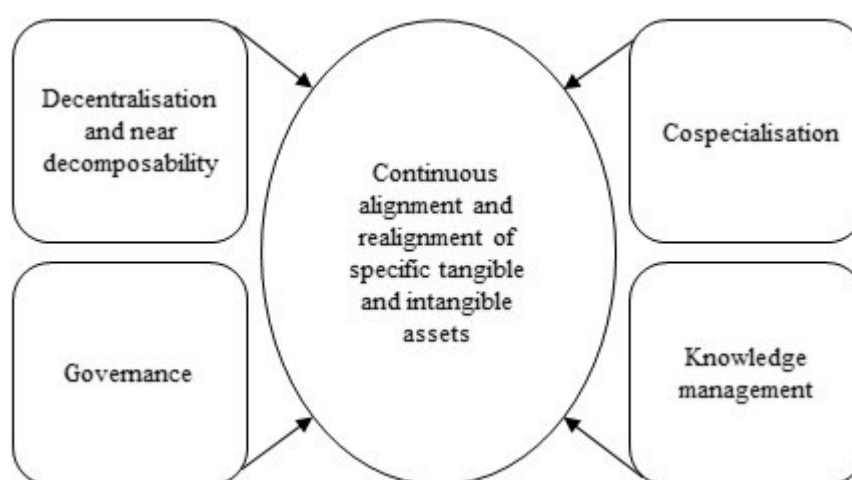 Decentralisation
and near
decomposability
Cospecialisation
Continuous
alignment and
realignment of
specific tangible
and intangible
assets
Governance
Knowledge
management